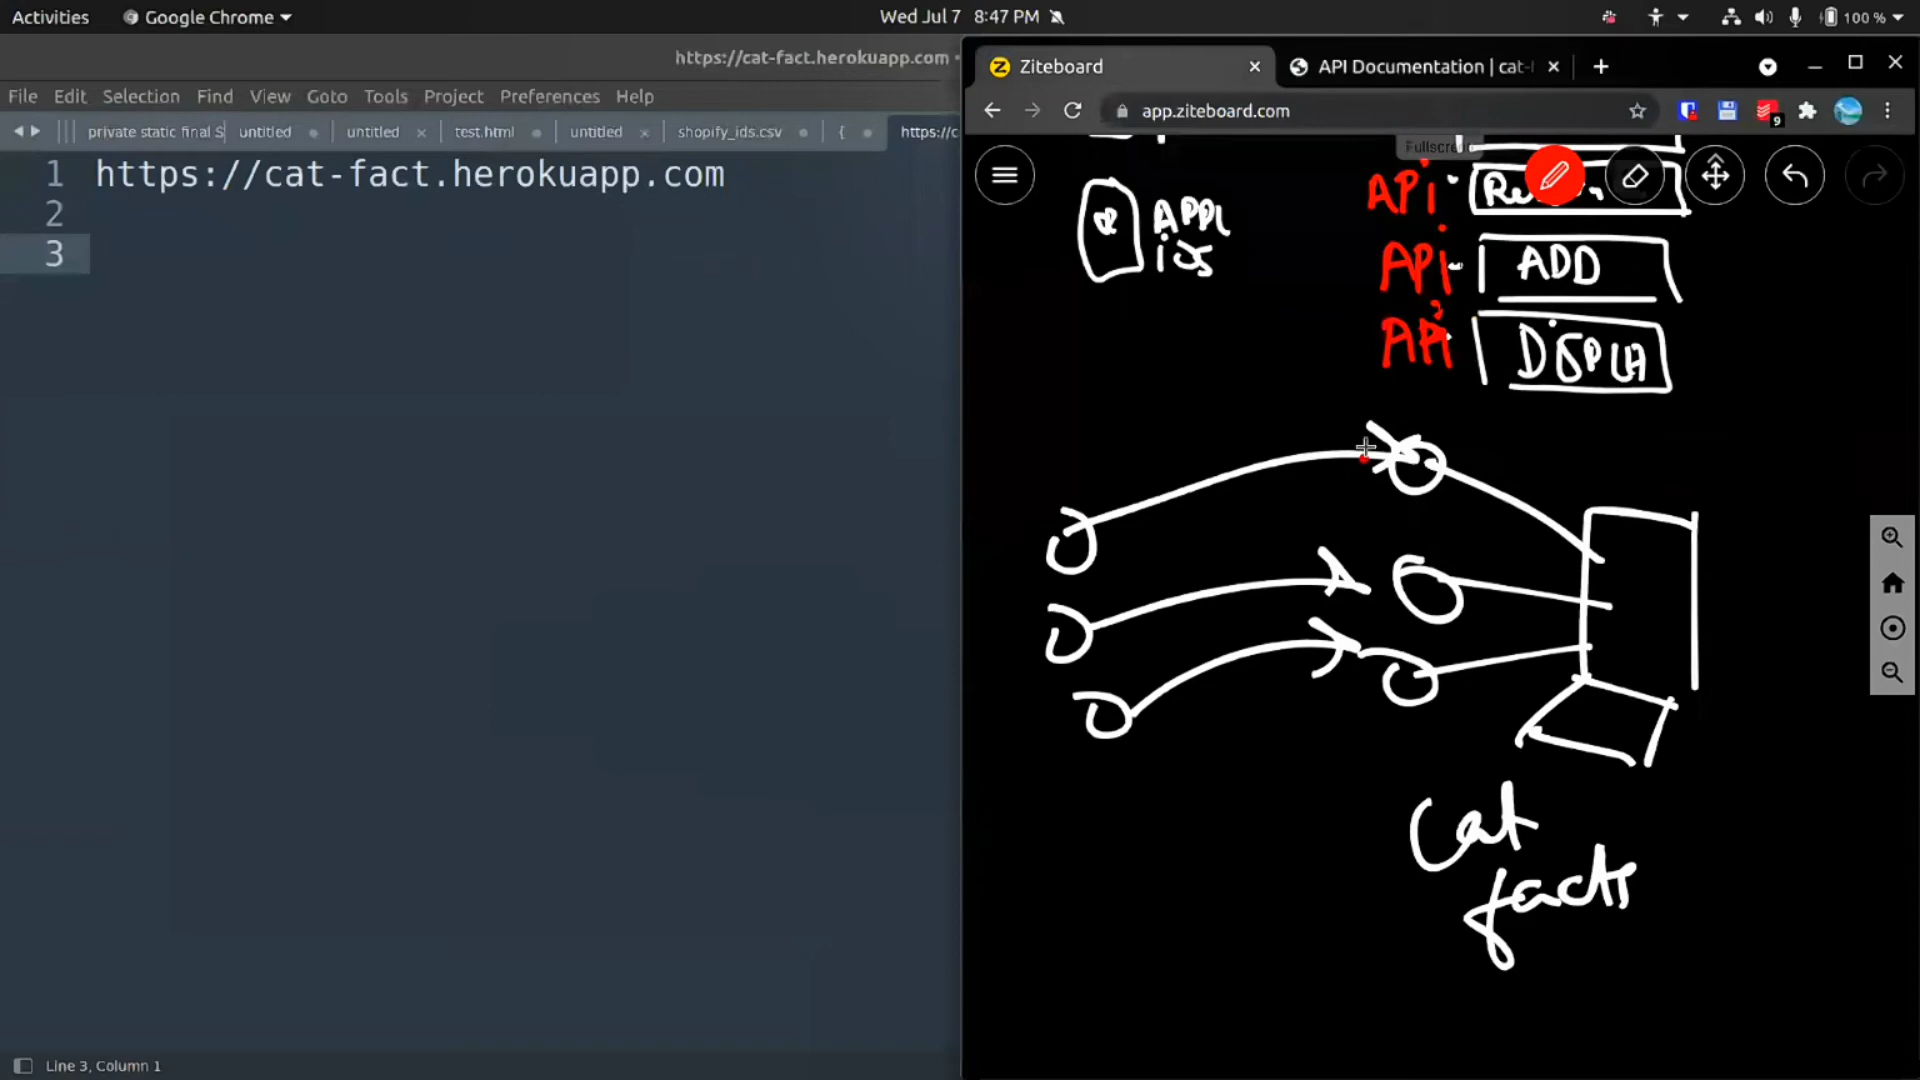 Activities
Google Chrome
Wed Jul 7 8:47 PM
100 %
https://cat-fact.herokuapp.com
File Edit Selection Find View Goto Tools Project Preferences Help
private static final S
untitled
untitled
test.html
untitled
shopify_ids.csv
{
https://c
1 https://cat-fact.herokuapp.com
2
3
Line 3, Column 1
Ziteboard
API Documentation | cat-
app.ziteboard.com
9
APi
APi
ADD
Cat
facts